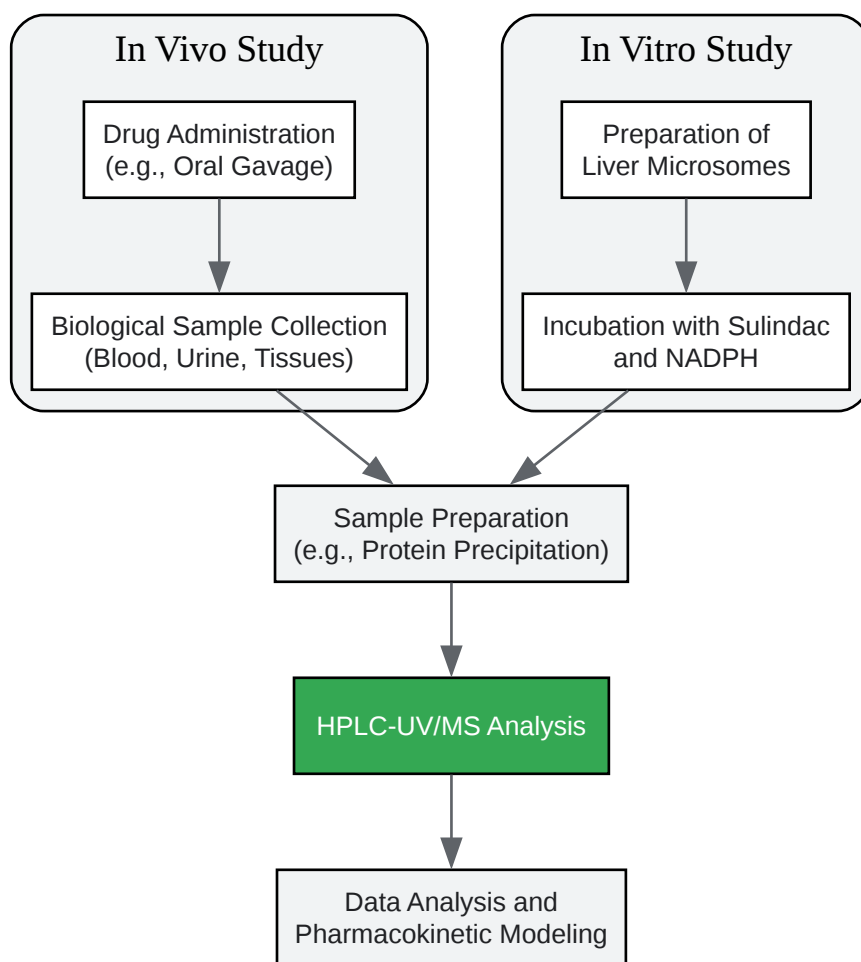 In Vivo Study
Drug Administration
(e.g., Oral Gavage)
Biological Sample Collection
(Blood, Urine, Tissues)
In Vitro Study
Preparation of
Liver Microsomes
Incubation with Sulindac
and NADPH
Sample Preparation
(e.g., Protein Precipitation)
HPLC-UV/MS Analysis
Data Analysis and
Pharmacokinetic Modeling